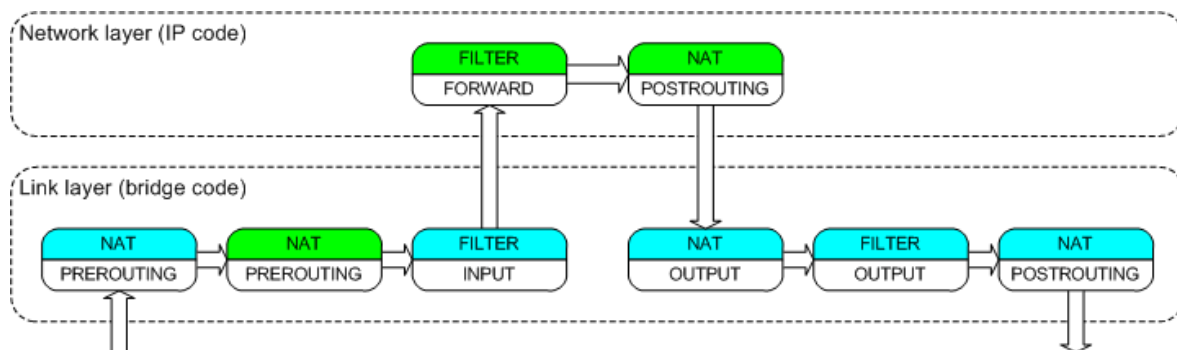 Network layer (IP code)
FILTER
FORWARD
NAT
POSTROUTING
Link layer (bridge code)
NAT
PREROUTING
NAT
PREROUTING
FILTER
INPUT
NAT
OUTPUT
FILTER
OUTPUT
NAT
POSTROUTING